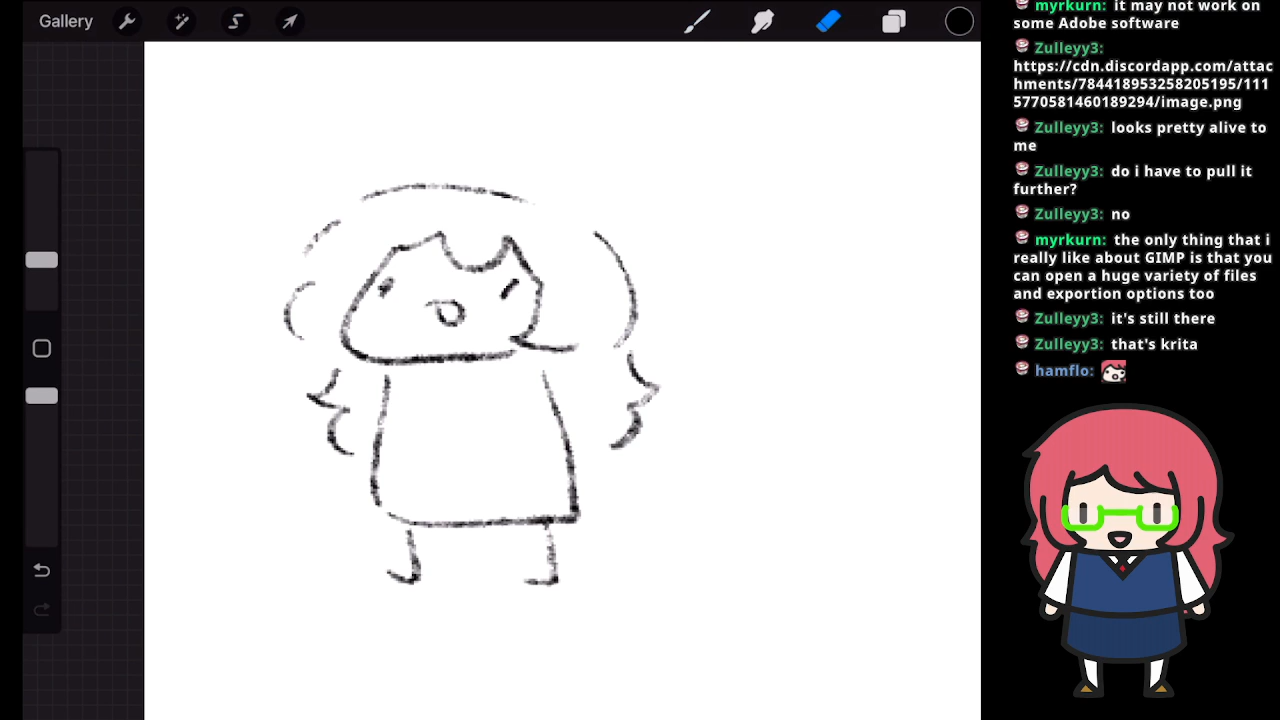 Gallery
myrkurn: it may not work on
some Adobe software
Zulleyy3:
https://cdn.discordapp.com/attac
hments/784418953258205195/111
5770581460189294/image.png
Zulleyy3: looks pretty alive to
me
Zulleyy3: do i have to pull it
further?
Zulleyy3: no
myrkurn: the only thing that i
really like about GIMP is that you
can open a huge variety of files
and exportion options too
Zulleyy3: it's still there
Zulleyy3: that's krita
hamflo: